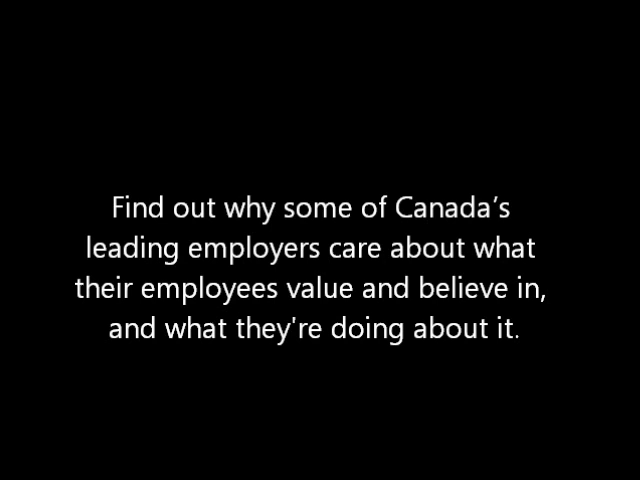 Find out why some of Canada’s
leading employers care about what
their employees value and believe in,
and what they're doing about it.